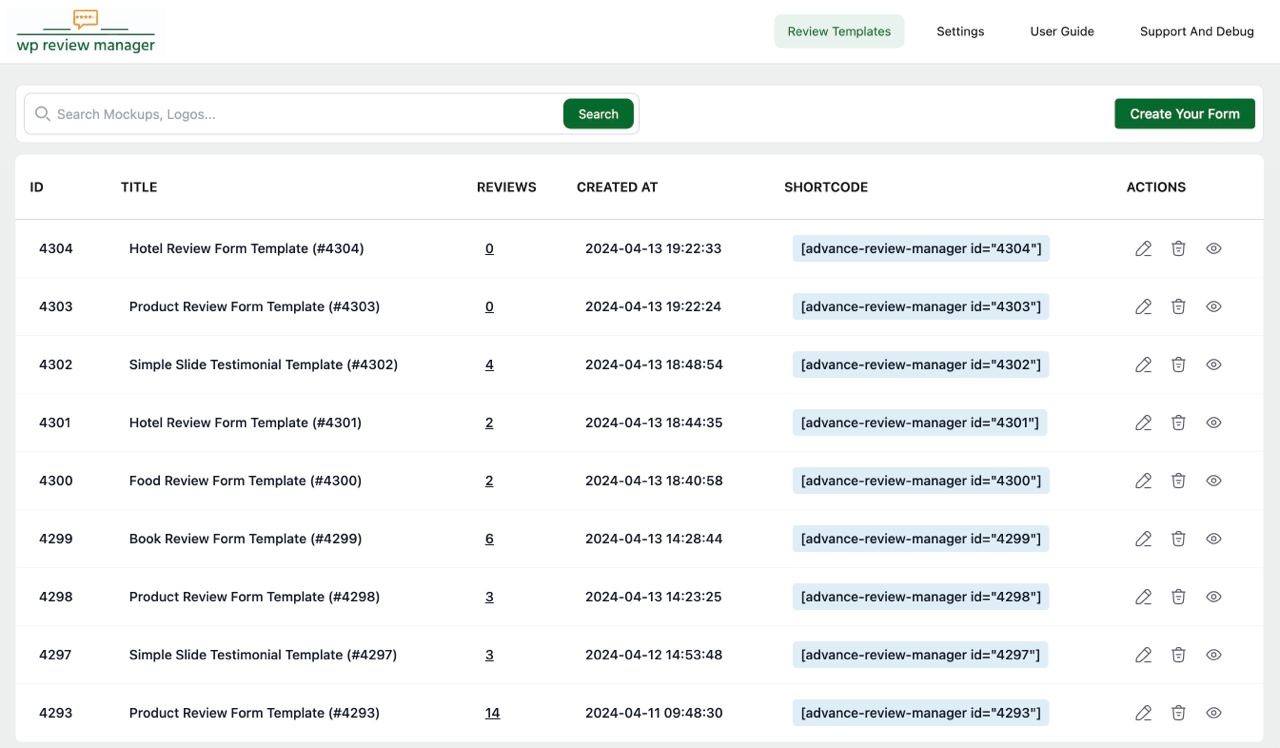 wp review manager
Review Templates Settings User Guide Support And Debug
Search Mockups, Logos... Search Create Your Form
ID TITLE REVIEWS CREATED AT SHORTCODE ACTIONS
4304 Hotel Review Form Template (#4304) 0 2024-04-13 19:22:33 [advance-review-manager id="4304"]
4303 Product Review Form Template (#4303) 0 2024-04-13 19:22:24 [advance-review-manager id="4303"]
4302 Simple Slide Testimonial Template (#4302) 4 2024-04-13 18:48:54 [advance-review-manager id="4302"]
4301 Hotel Review Form Template (#4301) 2 2024-04-13 18:44:35 [advance-review-manager id="4301"]
4300 Food Review Form Template (#4300) 2 2024-04-13 18:40:58 [advance-review-manager id="4300"]
4299 Book Review Form Template (#4299) 6 2024-04-13 14:28:44 [advance-review-manager id="4299"]
4298 Product Review Form Template (#4298) 3 2024-04-13 14:23:25 [advance-review-manager id="4298"]
4297 Simple Slide Testimonial Template (#4297) 3 2024-04-12 14:53:48 [advance-review-manager id="4297"]
4293 Product Review Form Template (#4293) 14 2024-04-11 09:48:30 [advance-review-manager id="4293"]